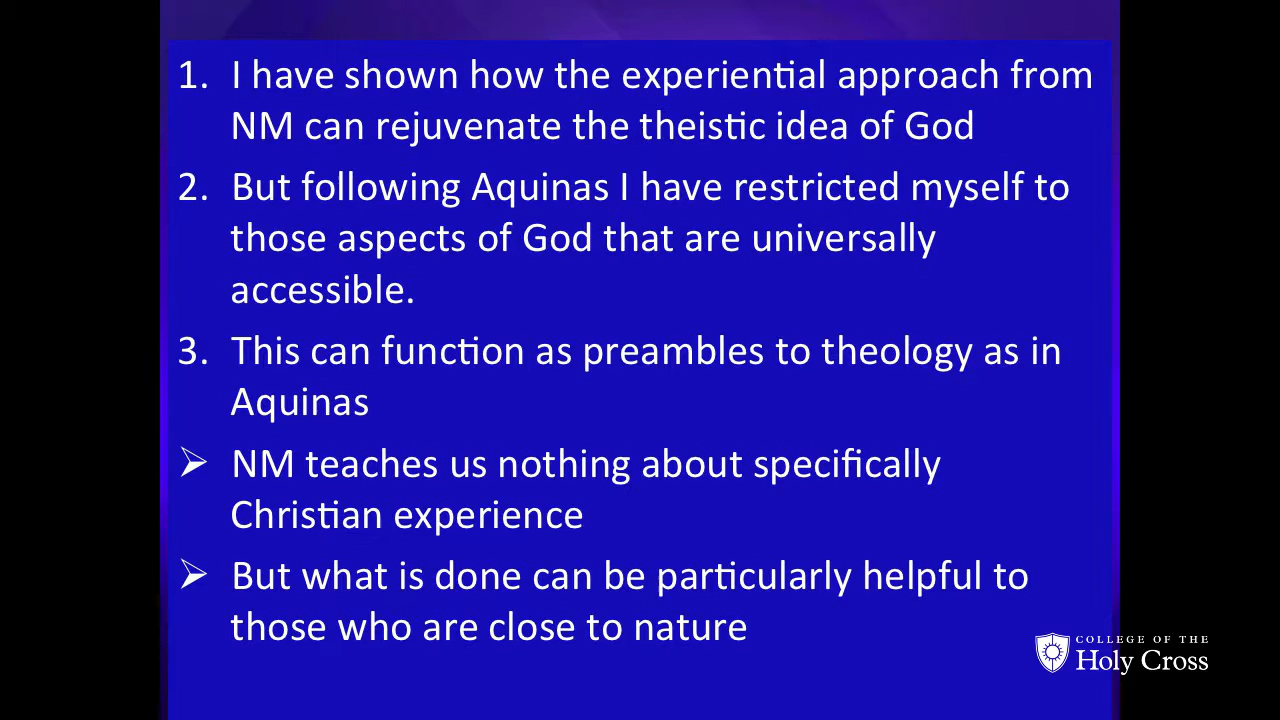 1. I have shown how the experiential approach from
NM can rejuvenate the theistic idea of God
2. But following Aquinas I have restricted myself to
those aspects of God that are universally
accessible.
3. This can function as preambles to theology as in
Aquinas
➢ NM teaches us nothing about specifically
Christian experience
➢ But what is done can be particularly helpful to
those who are close to nature
COLLEGE OF THE
Holy Cross